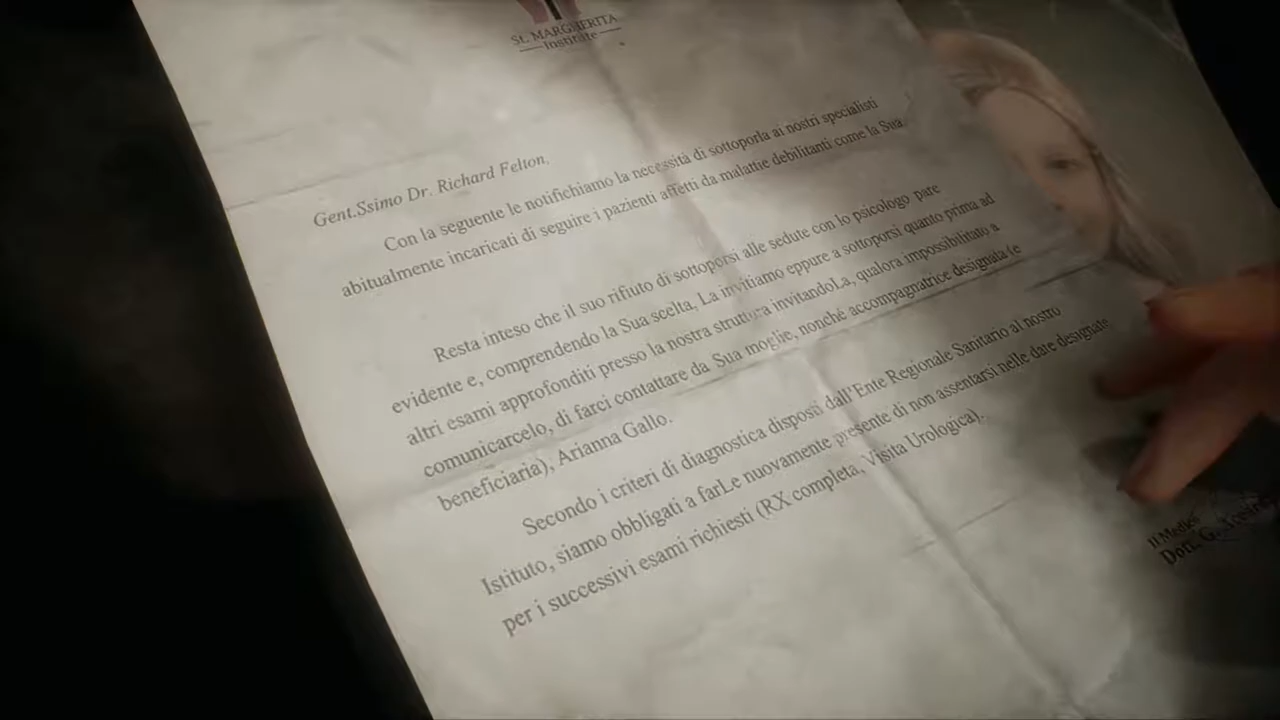 St. MARGHERITA
Institute
Gent.Ssimo Dr. Richard Felton,
Con la seguente le notifichiamo la necessità di sottoporla ai nostri specialisti
abitualmente incaricati di seguire i pazienti affetti da malattie debilitanti come la Sua.
Resta inteso che il suo rifiuto di sottoporsi alle sedute con lo psicologo pare
evidente e, comprendendo la Sua scelta, La invitiamo eppure a sottoporsi quanto prima ad
altri esami approfonditi presso la nostra struttura invitandoLa, qualora impossibilitato a
comunicarcelo, di farci contattare da Sua moglie, nonché accompagnatrice designata (e
beneficiaria), Arianna Gallo.
Secondo i criteri di diagnostica disposti dall'Ente Regionale Sanitario al nostro
Istituto, siamo obbligati a farLe nuovamente presente di non assentarsi nelle date designate
per i successivi esami richiesti (RX completa, Visita Urologica).
Il Medico
Dott. G.